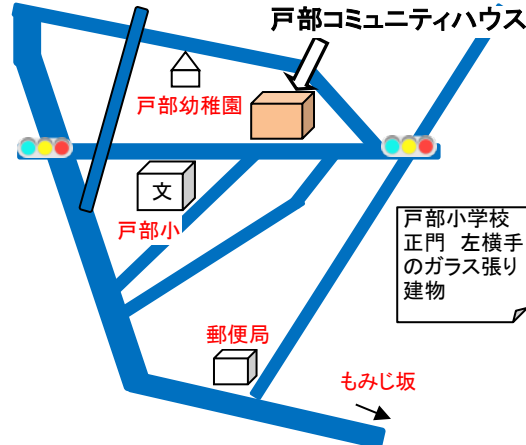 戸部コミュニティハウス
戸部幼稚園
文
戸部小
戸部小学校
正門 左横手
のガラス張り
建物
郵便局
もみじ坂